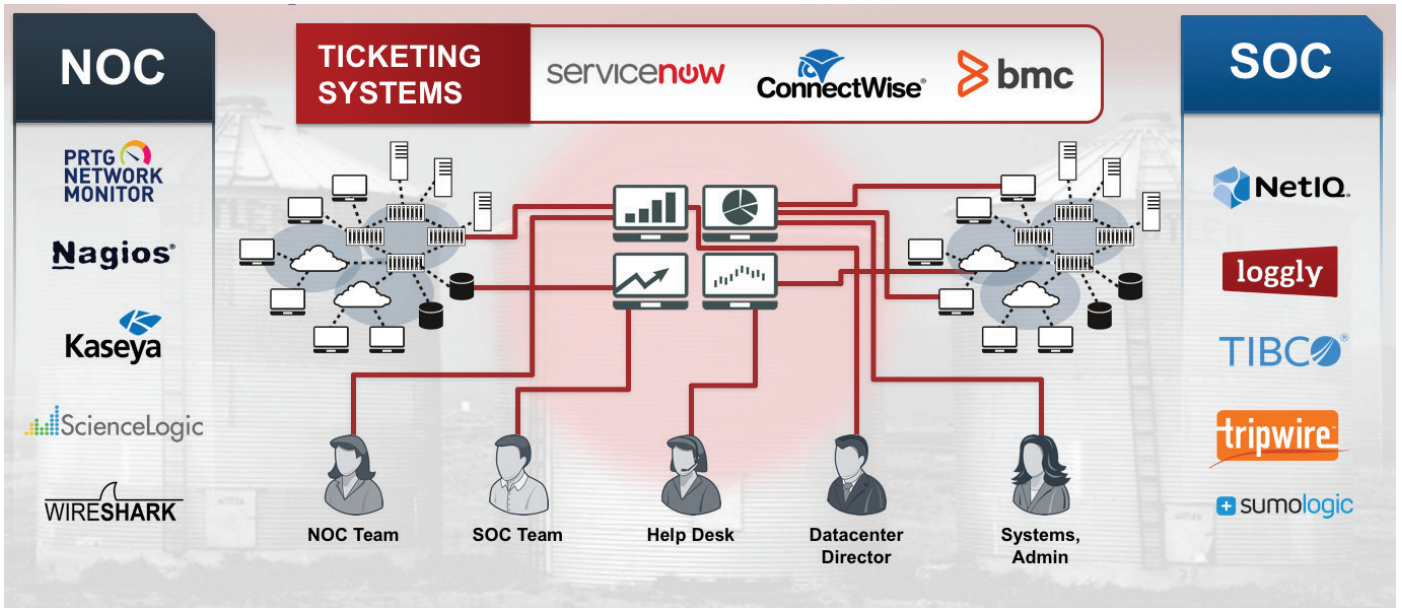 NOC
TICKETING
SYSTEMS
servicenow
ConnectWise®
bmc
SOC
PRTG
NETWORK
MONITOR
Nagios®
Kaseya
ScienceLogic
WIRESHARK
NetIQ.
loggly
TIBCO®
tripwire™
sumologic
NOC Team
SOC Team
Help Desk
Datacenter
Director
Systems,
Admin